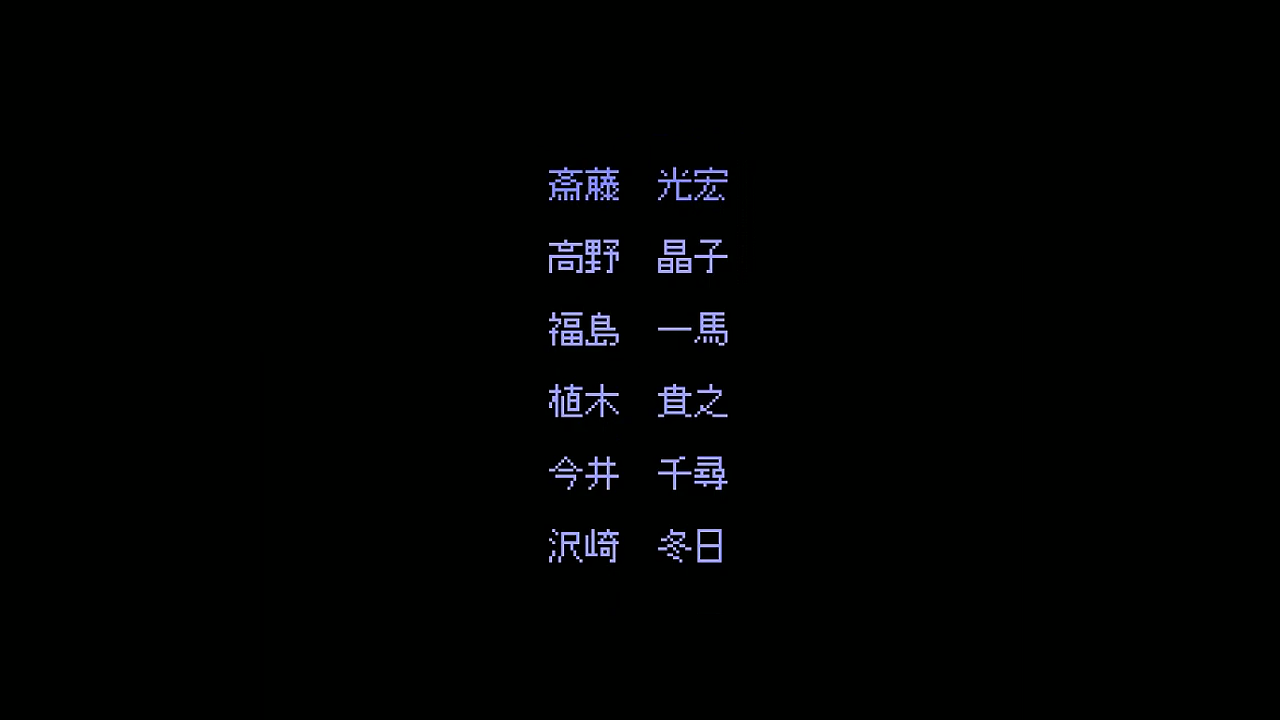 斎藤　光宏
高野　晶子
福島　一馬
植木　貴之
今井　千尋
沢崎　冬日